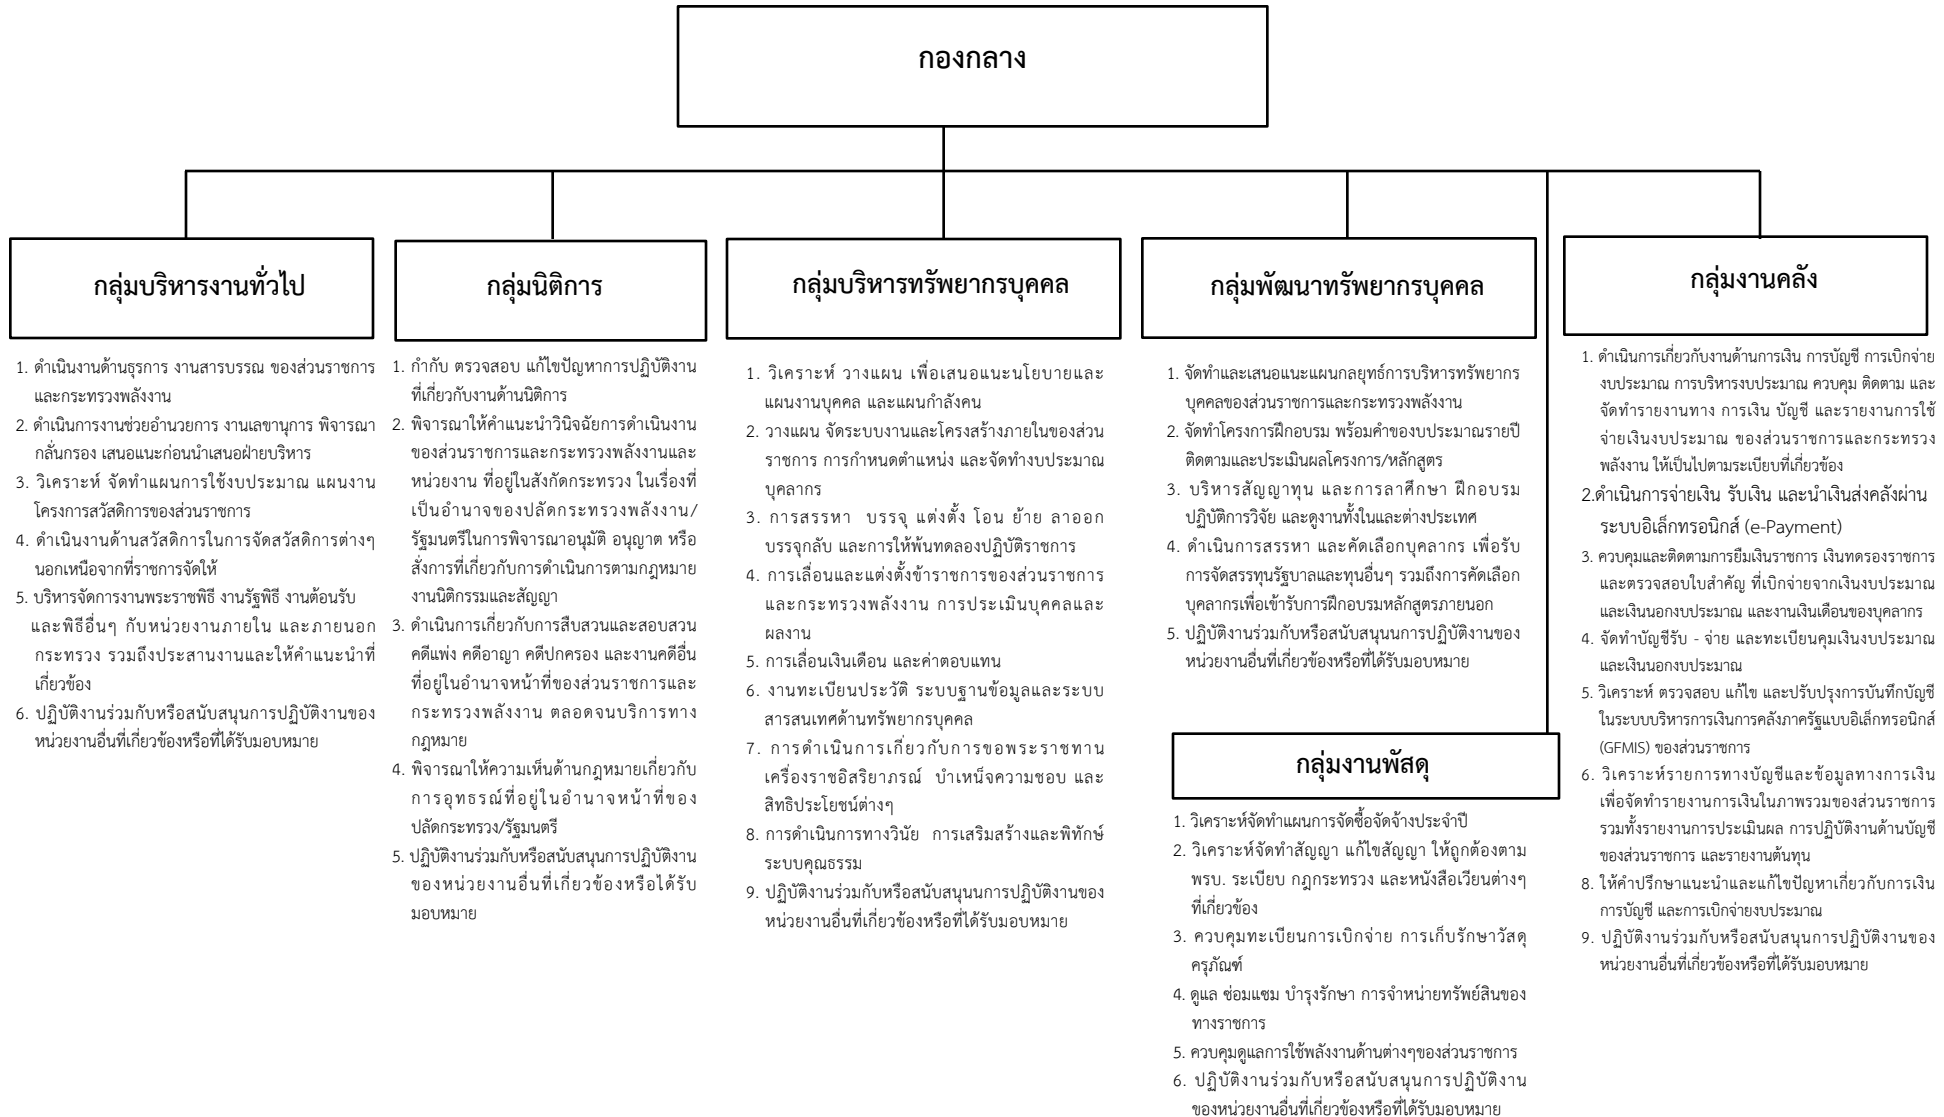 กองกลาง
กลุ่มบริหารงานทั่วไป
1. ดำเนินงานด้านธุรการ งานสารบรรณ ของส่วนราชการ
และกระทรวงพลังงาน
2. ดำเนินการงานช่วยอำนวยการ งานเลขานุการ พิจารณา
กลั่นกรอง เสนอแนะก่อนนำเสนอฝ่ายบริหาร
3. วิเคราะห์ จัดทำแผนการใช้งบประมาณ แผนงาน
โครงการสวัสดิการของส่วนราชการ
4. ดำเนินงานด้านสวัสดิการในการจัดสวัสดิการต่างๆ
นอกเหนือจากที่ราชการจัดให้
5. บริหารจัดการงานพระราชพิธี งานรัฐพิธี งานต้อนรับ
และพิธีอื่นๆ กับหน่วยงานภายใน และภายนอก
กระทรวง รวมถึงประสานงานและให้คำแนะนำที่
เกี่ยวข้อง
6. ปฏิบัติงานร่วมกับหรือสนับสนุนการปฏิบัติงานของ
หน่วยงานอื่นที่เกี่ยวข้องหรือที่ได้รับมอบหมาย
กลุ่มนิติการ
1. กำกับ ตรวจสอบ แก้ไขปัญหาการปฏิบัติงาน
ที่เกี่ยวกับงานด้านนิติการ
2. พิจารณาให้คำแนะนำวินิจฉัยการดำเนินงาน
ของส่วนราชการและกระทรวงพลังงานและ
หน่วยงาน ที่อยู่ในสังกัดกระทรวง ในเรื่องที่
เป็นอำนาจของปลัดกระทรวงพลังงาน/
รัฐมนตรีในการพิจารณาอนุมัติ อนุญาต หรือ
สั่งการที่เกี่ยวกับการดำเนินการตามกฎหมาย
งานนิติกรรมและสัญญา
3. ดำเนินการเกี่ยวกับการสืบสวนและสอบสวน
คดีแพ่ง คดีอาญา คดีปกครอง และงานคดีอื่น
ที่อยู่ในอำนาจหน้าที่ของส่วนราชการและ
กระทรวงพลังงาน ตลอดจนบริการทาง
กฎหมาย
4. พิจารณาให้ความเห็นด้านกฎหมายเกี่ยวกับ
การอุทธรณ์ที่อยู่ในอำนาจหน้าที่ของ
ปลัดกระทรวง/รัฐมนตรี
5. ปฏิบัติงานร่วมกับหรือสนับสนุนการปฏิบัติงาน
ของหน่วยงานอื่นที่เกี่ยวข้องหรือได้รับ
มอบหมาย
กลุ่มบริหารทรัพยากรบุคคล
1. วิเคราะห์ วางแผน เพื่อเสนอแนะนโยบายและ
แผนงานบุคคล และแผนกำลังคน
2. วางแผน จัดระบบงานและโครงสร้างภายในของส่วน
ราชการ การกำหนดตำแหน่ง และจัดทำงบประมาณ
บุคลากร
3. การสรรหา บรรจุ แต่งตั้ง โอน ย้าย ลาออก
บรรจุกลับ และการให้พ้นทดลองปฏิบัติราชการ
4. การเลื่อนและแต่งตั้งข้าราชการของส่วนราชการ
และกระทรวงพลังงาน การประเมินบุคคลและ
ผลงาน
5. การเลื่อนเงินเดือน และค่าตอบแทน
6. งานทะเบียนประวัติ ระบบฐานข้อมูลและระบบ
สารสนเทศด้านทรัพยากรบุคคล
7. การดำเนินการเกี่ยวกับการขอพระราชทาน
เครื่องราชอิสริยาภรณ์ บำเหน็จความชอบ และ
สิทธิประโยชน์ต่างๆ
8. การดำเนินการทางวินัย การเสริมสร้างและพิทักษ์
ระบบคุณธรรม
9. ปฏิบัติงานร่วมกับหรือสนับสนุนนการปฏิบัติงานของ
หน่วยงานอื่นที่เกี่ยวข้องหรือที่ได้รับมอบหมาย
กลุ่มพัฒนาทรัพยากรบุคคล
1. จัดทำและเสนอแนะแผนกลยุทธ์การบริหารทรัพยากร
บุคคลของส่วนราชการและกระทรวงพลังงาน
2. จัดทำโครงการฝึกอบรม พร้อมคำของบประมาณรายปี
ติดตามและประเมินผลโครงการ/หลักสูตร
3. บริหารสัญญาทุน และการลาศึกษา ฝึกอบรม
ปฏิบัติการวิจัย และดูงานทั้งในและต่างประเทศ
4. ดำเนินการสรรหา และคัดเลือกบุคลากร เพื่อรับ
การจัดสรรทุนรัฐบาลและทุนอื่นๆ รวมถึงการคัดเลือก
บุคลากรเพื่อเข้ารับการฝึกอบรมหลักสูตรภายนอก
5. ปฏิบัติงานร่วมกับหรือสนับสนุนนการปฏิบัติงานของ
หน่วยงานอื่นที่เกี่ยวข้องหรือที่ได้รับมอบหมาย
กลุ่มงานพัสดุ
1. วิเคราะห์จัดทำแผนการจัดซื้อจัดจ้างประจำปี
2. วิเคราะห์จัดทำสัญญา แก้ไขสัญญา ให้ถูกต้องตาม
พรบ. ระเบียบ กฎกระทรวง และหนังสือเวียนต่างๆ
ที่เกี่ยวข้อง
3. ควบคุมทะเบียนการเบิกจ่าย การเก็บรักษาวัสดุ
ครุภัณฑ์
4. ดูแล ซ่อมแซม บำรุงรักษา การจำหน่ายทรัพย์สินของ
ทางราชการ
5. ควบคุมดูแลการใช้พลังงานด้านต่างๆของส่วนราชการ
6. ปฏิบัติงานร่วมกับหรือสนับสนุนการปฏิบัติงาน
ของหน่วยงานอื่นที่เกี่ยวข้องหรือที่ได้รับมอบหมาย
กลุ่มงานคลัง
1. ดำเนินการเกี่ยวกับงานด้านการเงิน การบัญชี การเบิกจ่าย
งบประมาณ การบริหารงบประมาณ ควบคุม ติดตาม และ
จัดทำรายงานทาง การเงิน บัญชี และรายงานการใช้
จ่ายเงินงบประมาณ ของส่วนราชการและกระทรวง
พลังงาน ให้เป็นไปตามระเบียบที่เกี่ยวข้อง
2.ดำเนินการจ่ายเงิน รับเงิน และนำเงินส่งคลังผ่าน
ระบบอิเล็กทรอนิกส์ (e-Payment)
3. ควบคุมและติดตามการยืมเงินราชการ เงินทดรองราชการ
และตรวจสอบใบสำคัญ ที่เบิกจ่ายจากเงินงบประมาณ
และเงินนอกงบประมาณ และงานเงินเดือนของบุคลากร
4. จัดทำบัญชีรับ - จ่าย และทะเบียนคุมเงินงบประมาณ
และเงินนอกงบประมาณ
5. วิเคราะห์ ตรวจสอบ แก้ไข และปรับปรุงการบันทึกบัญชี
ในระบบบริหารการเงินการคลังภาครัฐแบบอิเล็กทรอนิกส์
(GFMIS) ของส่วนราชการ
6. วิเคราะห์รายการทางบัญชีและข้อมูลทางการเงิน
เพื่อจัดทำรายงานการเงินในภาพรวมของส่วนราชการ
รวมทั้งรายงานการประเมินผล การปฏิบัติงานด้านบัญชี
ของส่วนราชการ และรายงานต้นทุน
8. ให้คำปรึกษาแนะนำและแก้ไขปัญหาเกี่ยวกับการเงิน
การบัญชี และการเบิกจ่ายงบประมาณ
9. ปฏิบัติงานร่วมกับหรือสนับสนุนการปฏิบัติงานของ
หน่วยงานอื่นที่เกี่ยวข้องหรือที่ได้รับมอบหมาย